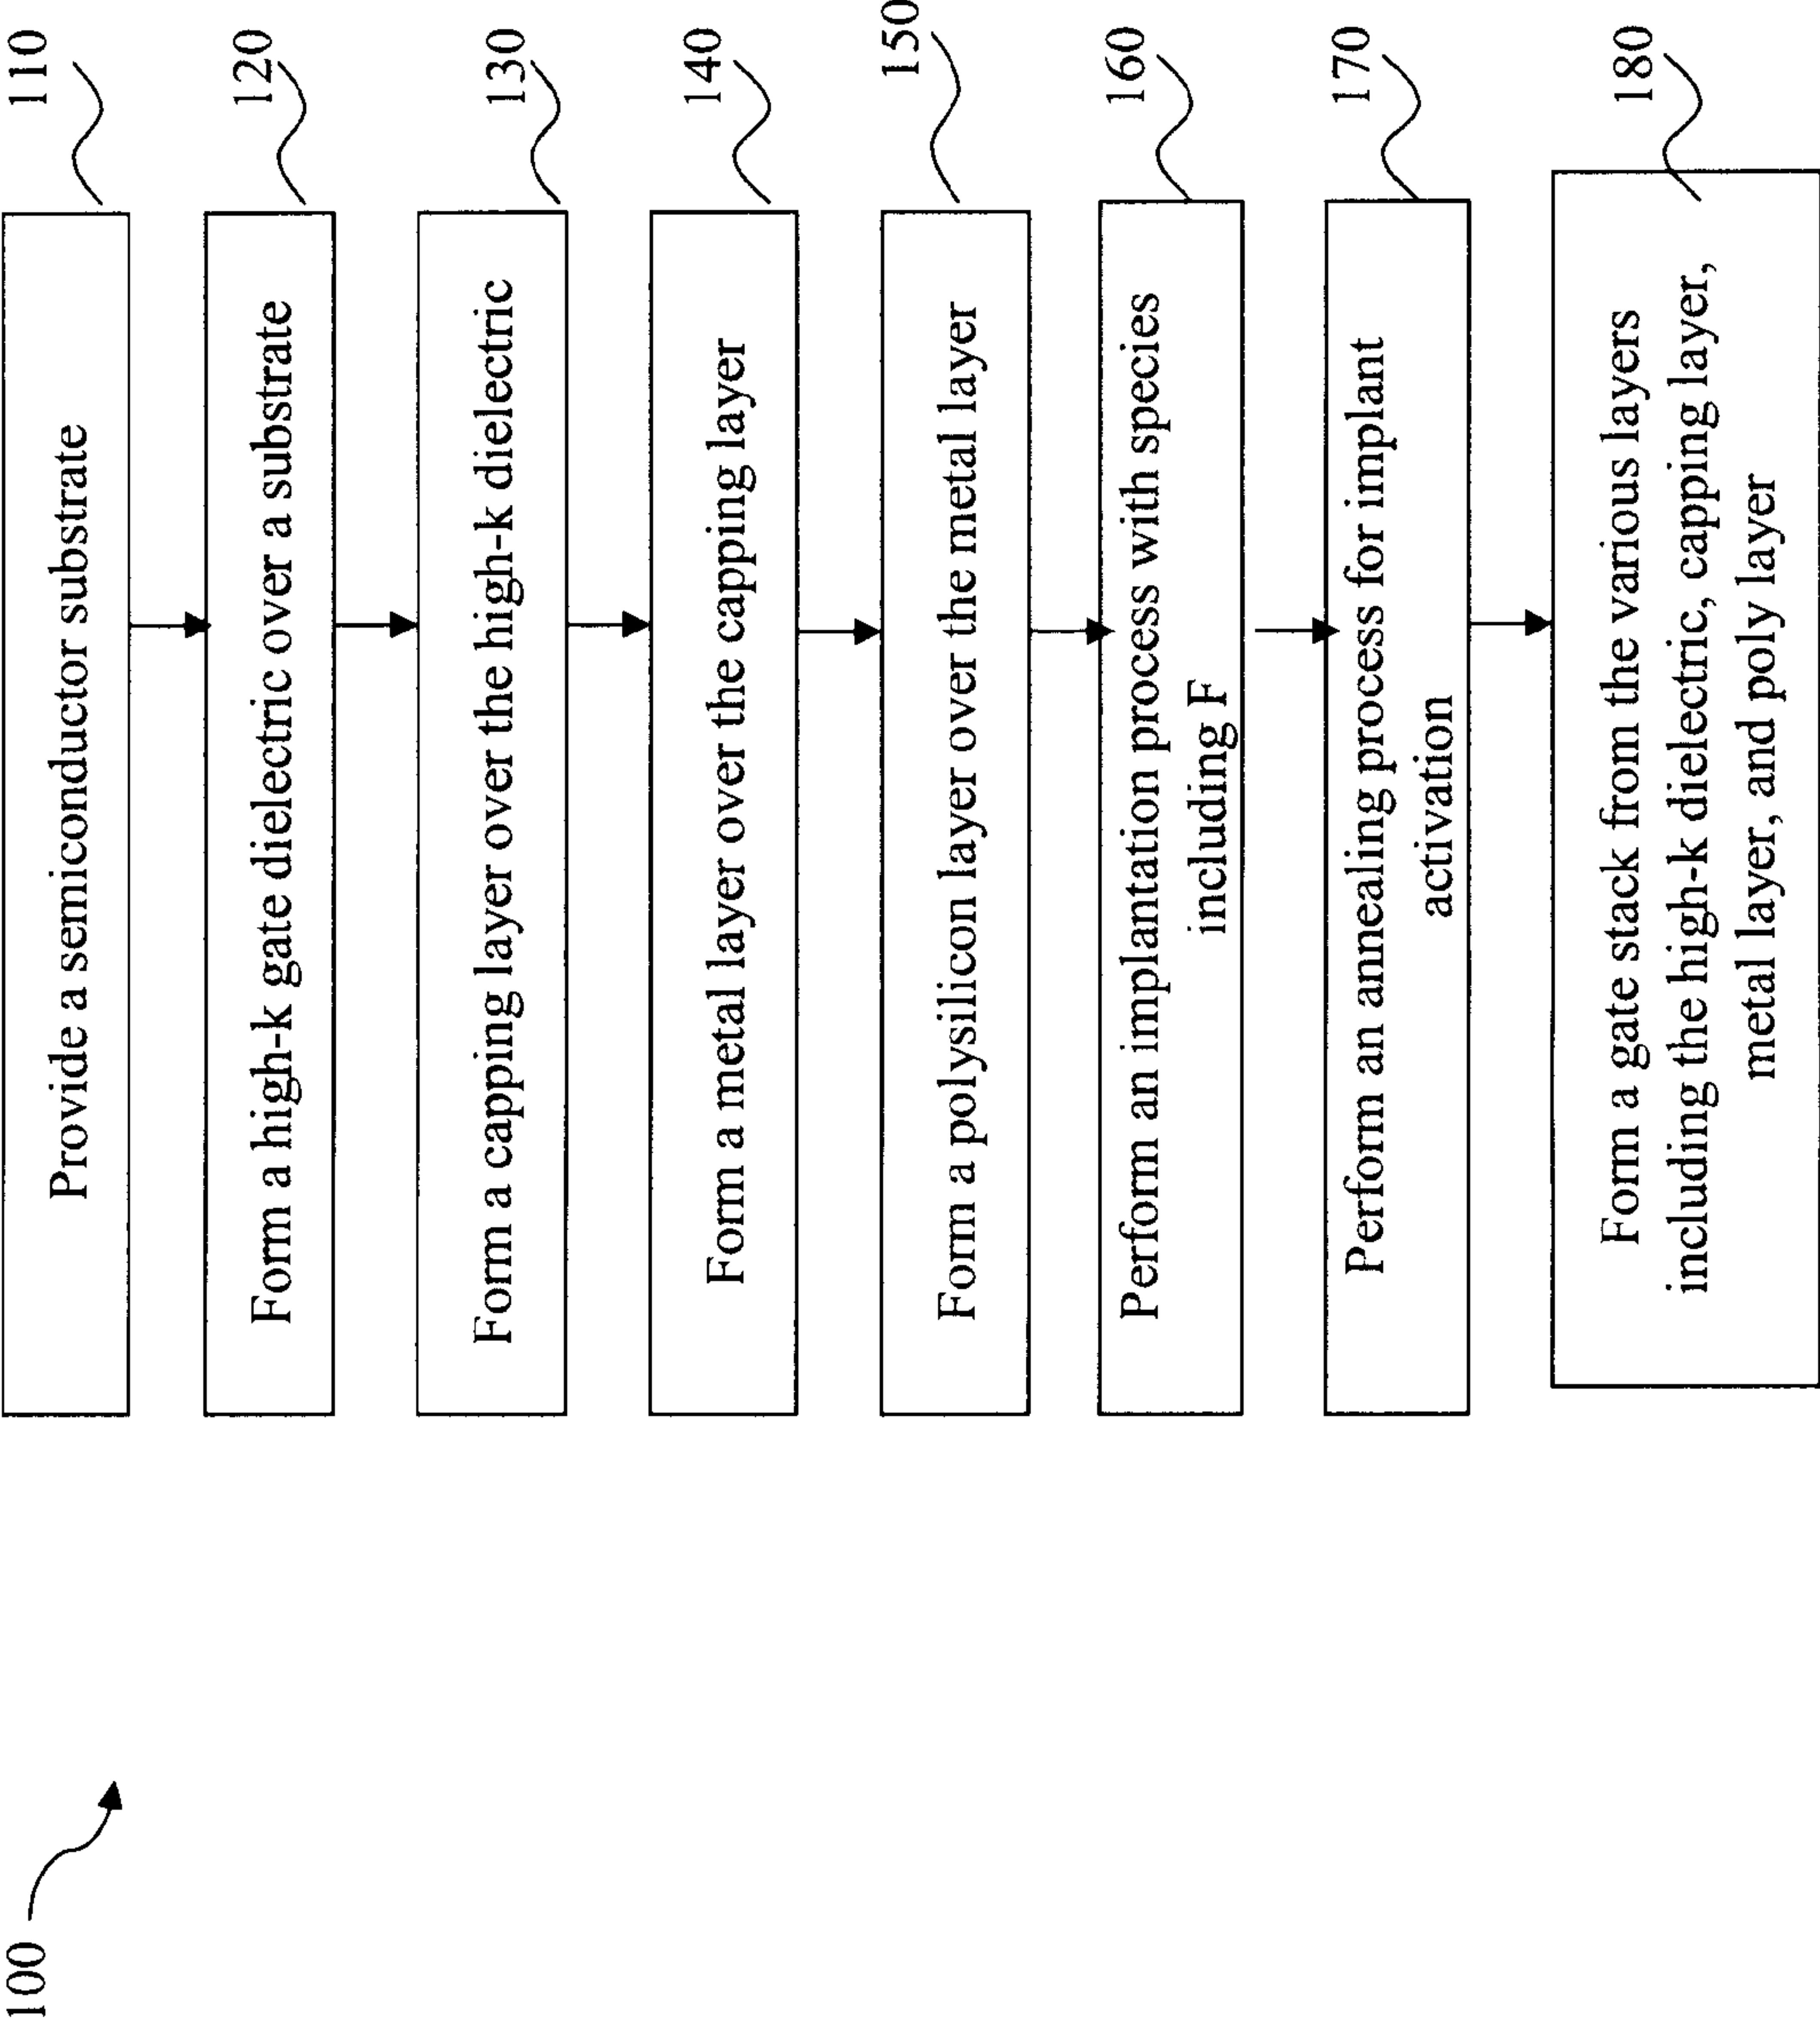 100
110
Provide a semiconductor substrate
120
Form a high-k gate dielectric over a substrate
130
Form a capping layer over the high-k dielectric
140
Form a metal layer over the capping layer
150
Form a polysilicon layer over the metal layer
160
Perform an implantation process with species
including F
170
Perform an annealing process for implant
activation
180
Form a gate stack from the various layers
including the high-k dielectric, capping layer,
metal layer, and poly layer